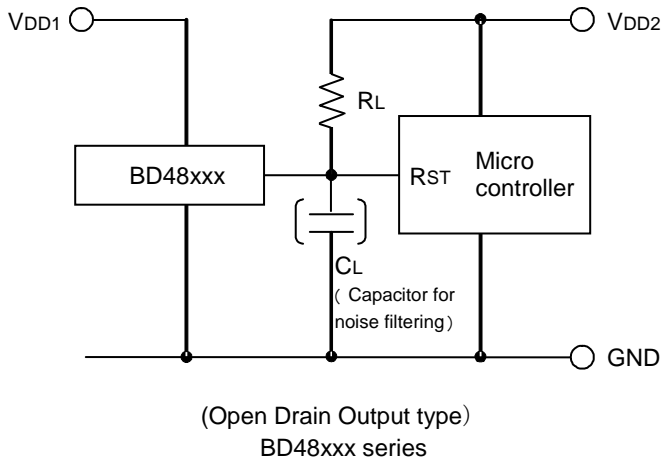 VDD1
VDD2
RL
BD48xxx
RST
Micro
controller
CL
( Capacitor for
noise filtering )
GND
(Open Drain Output type)
BD48xxx series